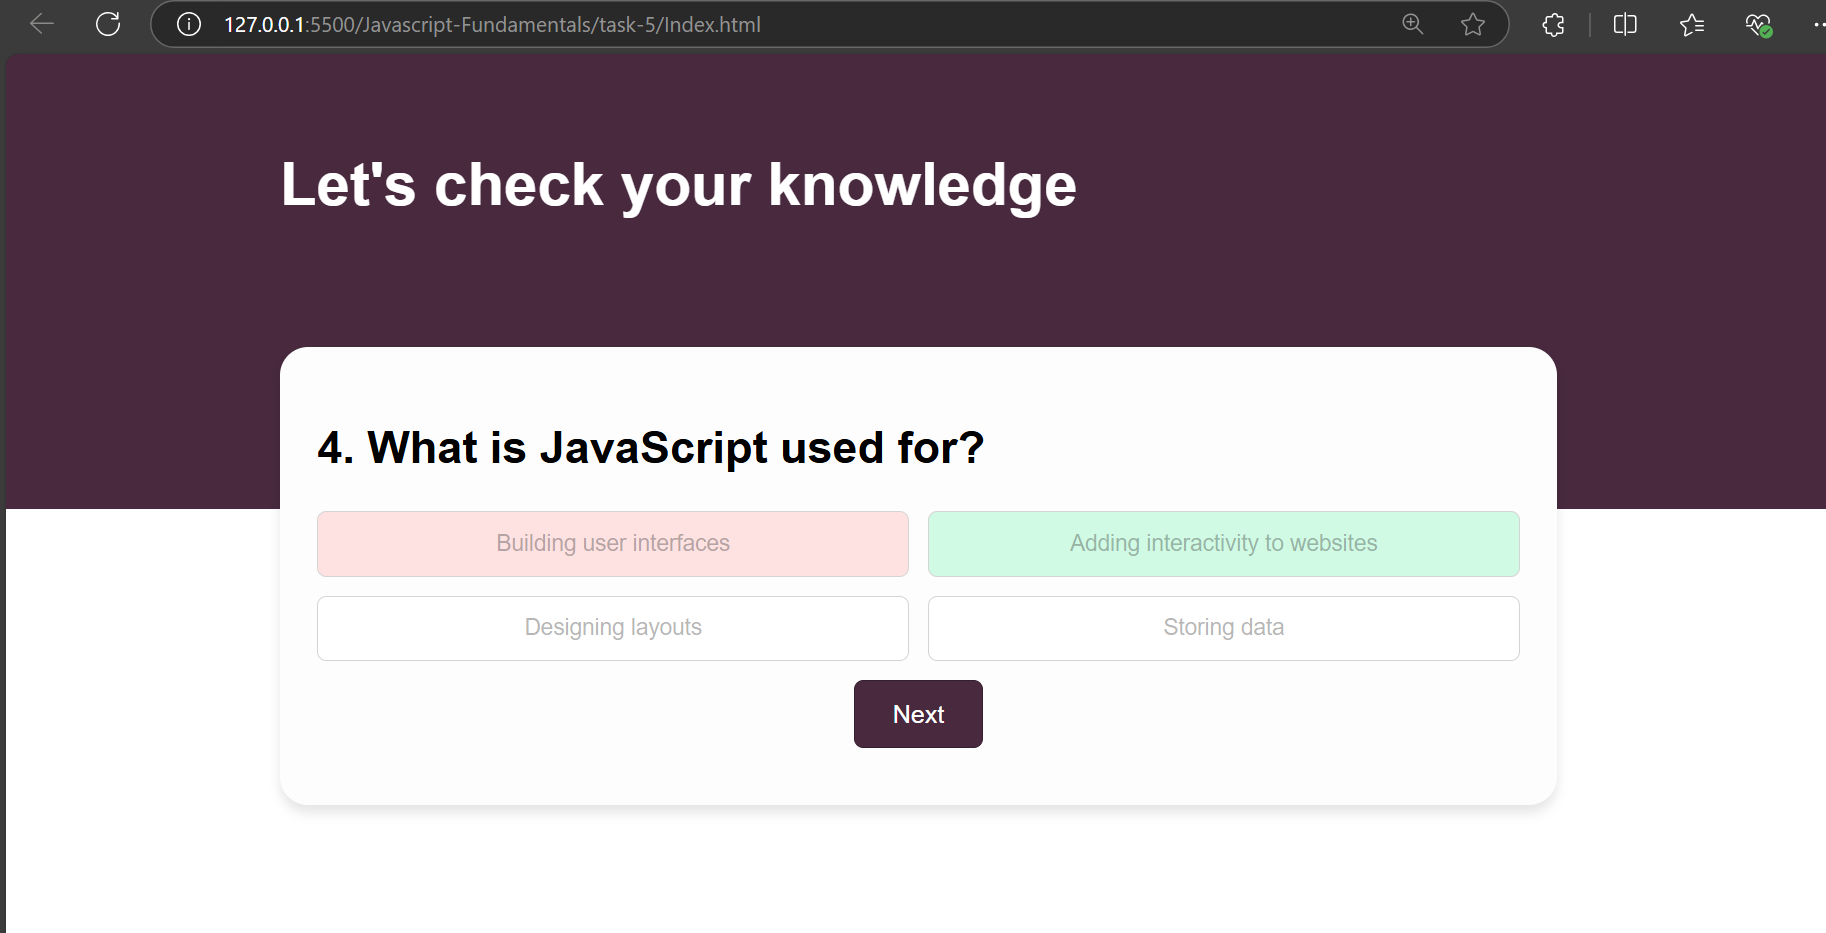 127.0.0.1:5500/Javascript-Fundamentals/task-5/Index.html
Let's check your knowledge
4. What is JavaScript used for?
Building user interfaces
Adding interactivity to websites
Designing layouts
Storing data
Next